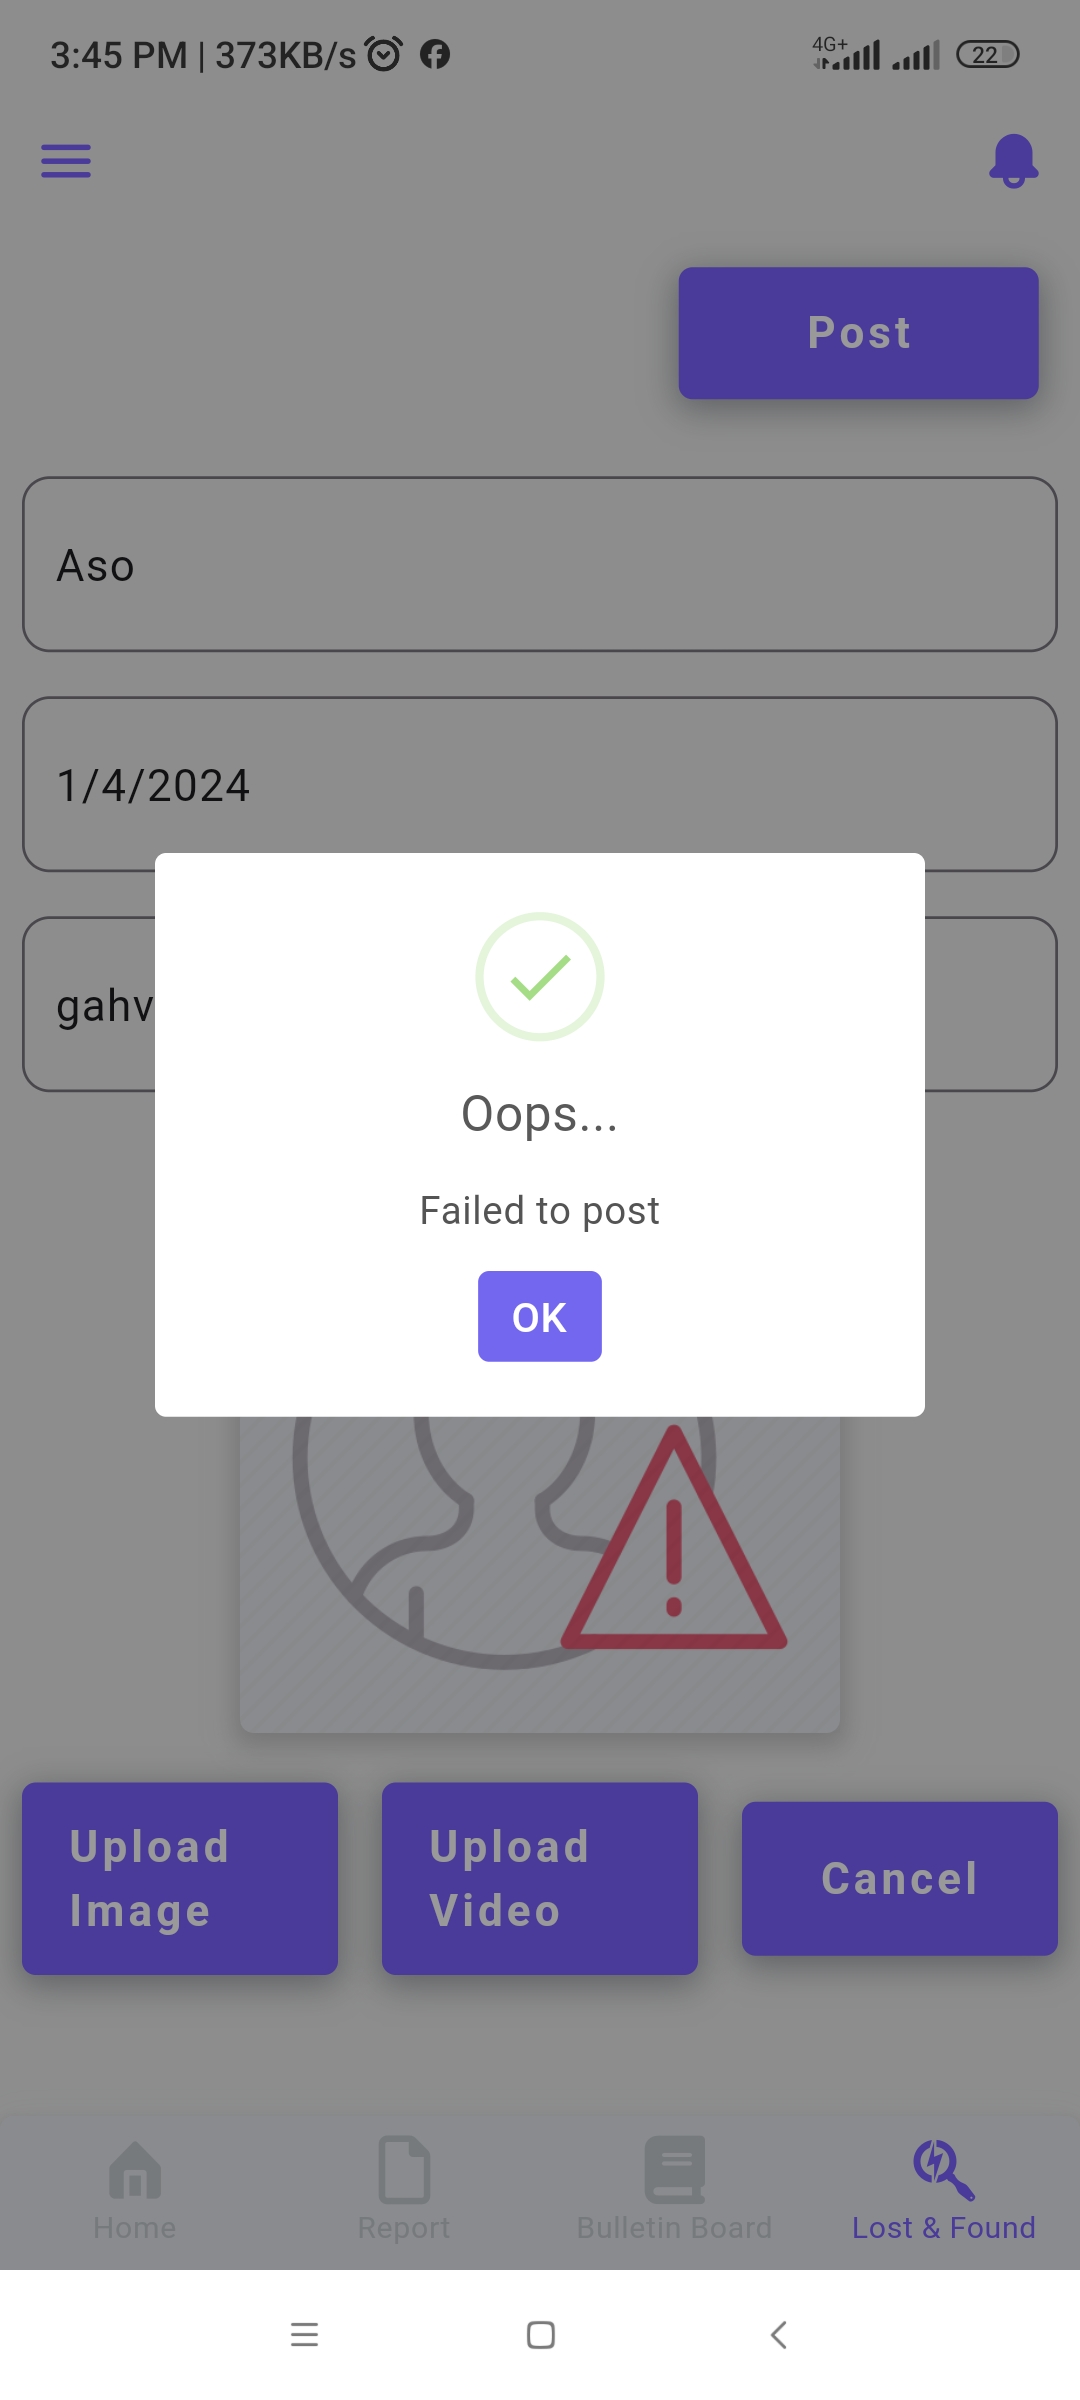 3:45 PM | 373KB/s
4G+
22
Post
Aso
1/4/2024
gahv
Oops...
Failed to post
OK
Upload
Image
Upload
Video
Cancel
Home
Report
Bulletin Board
Lost & Found